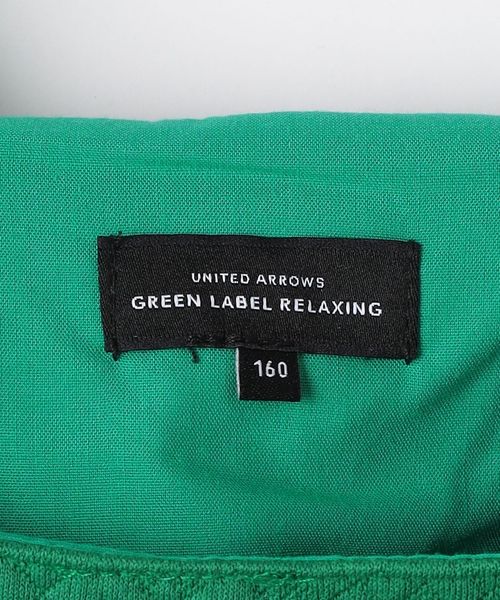 UNITED ARROWS
GREEN LABEL RELAXING
160